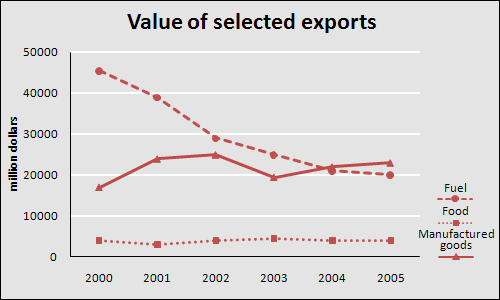 Value of selected exports
million dollars
50000
40000
30000
20000
10000
0
2000 2001 2002 2003 2004 2005
Fuel
Food
Manufactured
goods